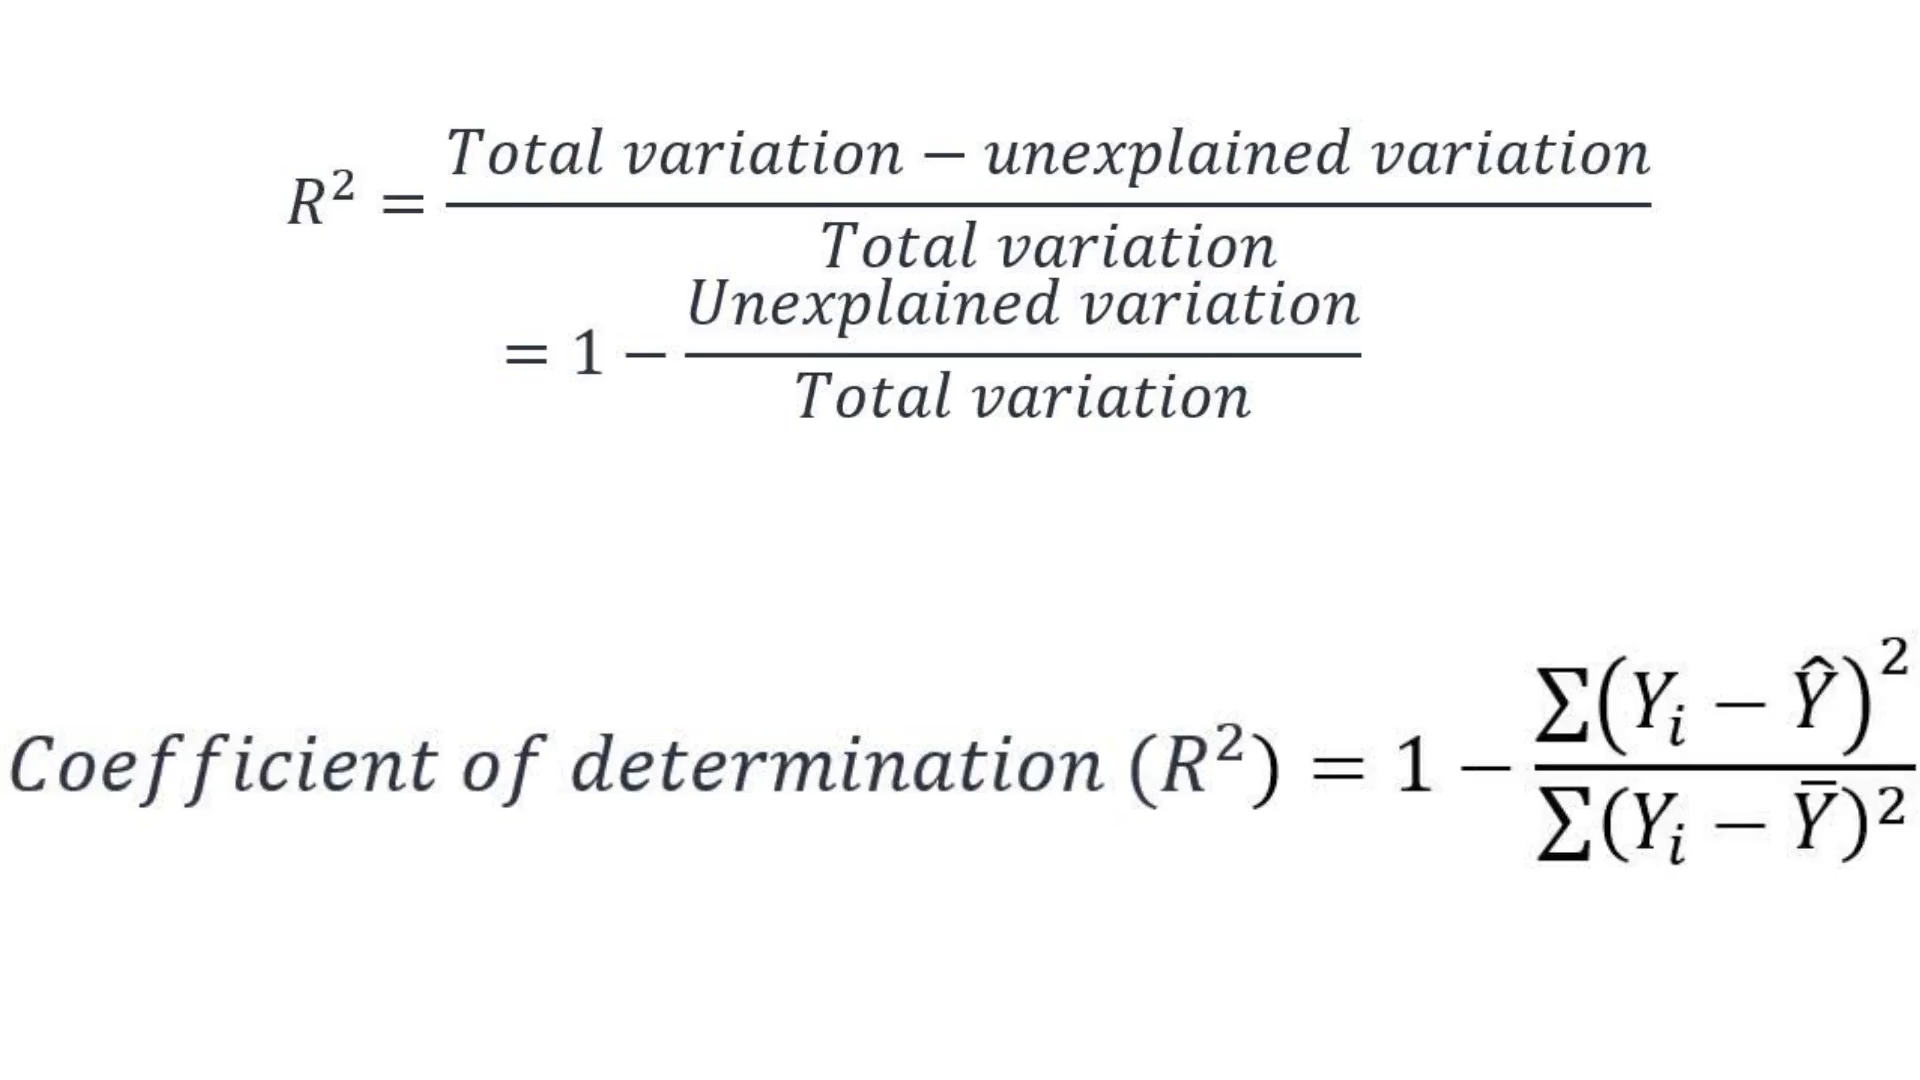 R² = Total variation − unexplained variation / Total variation
= 1 − Unexplained variation / Total variation
Coefficient of determination (R²) = 1 − ∑(Yᵢ − Ŷ)² / ∑(Yᵢ − Ȳ)²